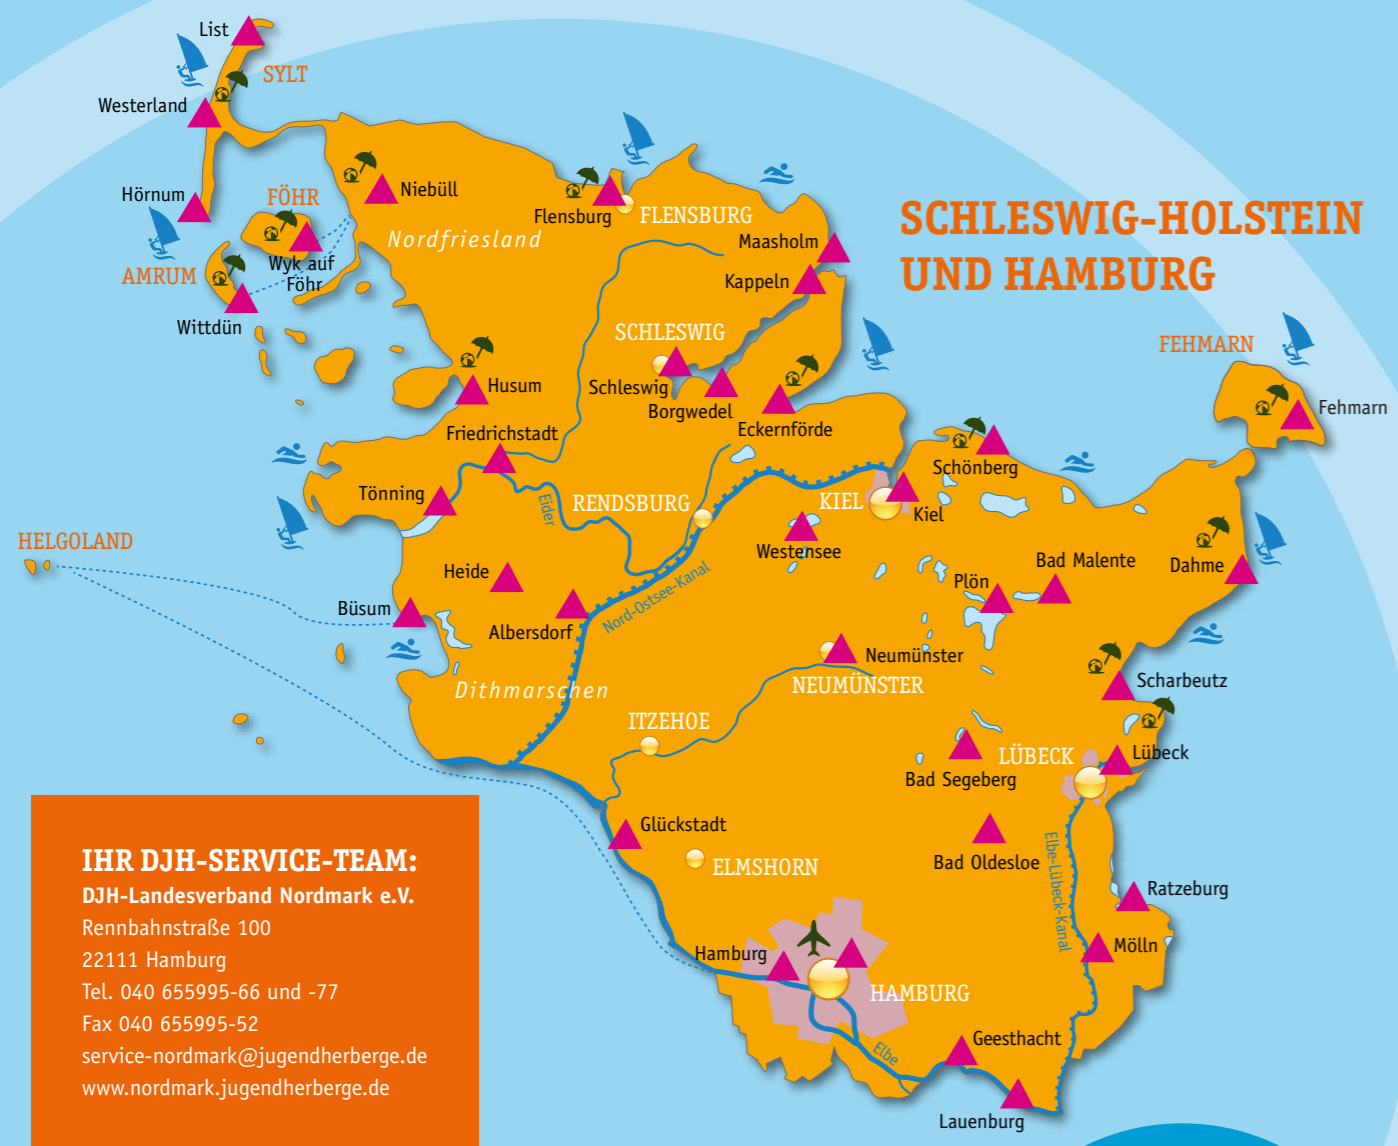 List
SYLT
Westerland
Hörnum
FÖHR
Niebüll
Nordfriesland
Wyk auf
Föhr
AMRUM
Wittdün
Flensburg
FLENSBURG
Maasholm
Kappeln
SCHLESWIG-HOLSTEIN
UND HAMBURG
SCHLESWIG
Schleswig
Borgwedel
Eckernförde
FEHMARN
Fehmarn
Husum
Friedrichstadt
Tönning
Eider
RENDSBURG
KIEL
Kiel
Schönberg
Westensee
HELGOLAND
Heide
Büsum
Albersdorf
Nord-Ostsee-Kanal
Plön
Bad Malente
Dahme
Neumünster
NEUMÜNSTER
Scharbeutz
Dithmarschen
ITZEHOE
LÜBECK
Lübeck
Bad Segeberg
Glückstadt
ELMSHORN
Bad Oldesloe
Elbe-Lübeck-Kanal
Ratzeburg
Mölln
Hamburg
HAMBURG
Elbe
Geesthacht
Lauenburg
IHR DJH-SERVICE-TEAM:
DJH-Landesverband Nordmark e.V.
Rennbahnstraße 100
22111 Hamburg
Tel. 040 655995-66 und -77
Fax 040 655995-52
service-nordmark@jugendherberge.de
www.nordmark.jugendherberge.de